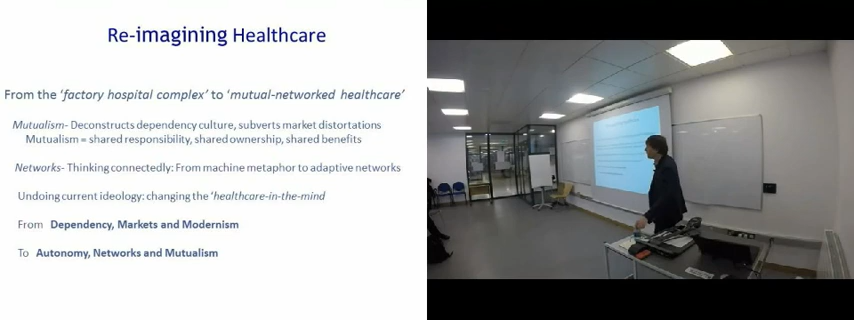 Re-imagining Healthcare
From the 'factory hospital complex' to 'mutual-networked healthcare'
Mutualism- Deconstructs dependency culture, subverts market distortions
Mutualism = shared responsibility, shared ownership, shared benefits
Networks- Thinking connectedly: From machine metaphor to adaptive networks
Undoing current ideology: changing the 'healthcare-in-the-mind
From Dependency, Markets and Modernism
To Autonomy, Networks and Mutualism